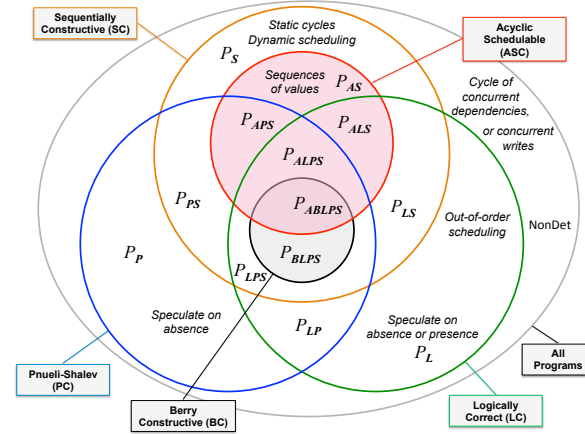 Sequentially
Constructive (SC)
Static cycles
Dynamic scheduling
P_S
Acyclic
Schedulable
(ASC)
Sequences
of values
P_AS
Cycle of
concurrent
dependencies,
or concurrent
writes
P_APS
P_ALS
P_ALPS
P_PS
P_ABLPS
P_LS
Out-of-order
scheduling
NonDet
P_P
P_BLPS
P_LPS
Speculate on
absence
P_LP
Speculate on
absence or presence
P_L
All
Programs
Pnueli-Shalev
(PC)
Berry
Constructive (BC)
Logically
Correct (LC)